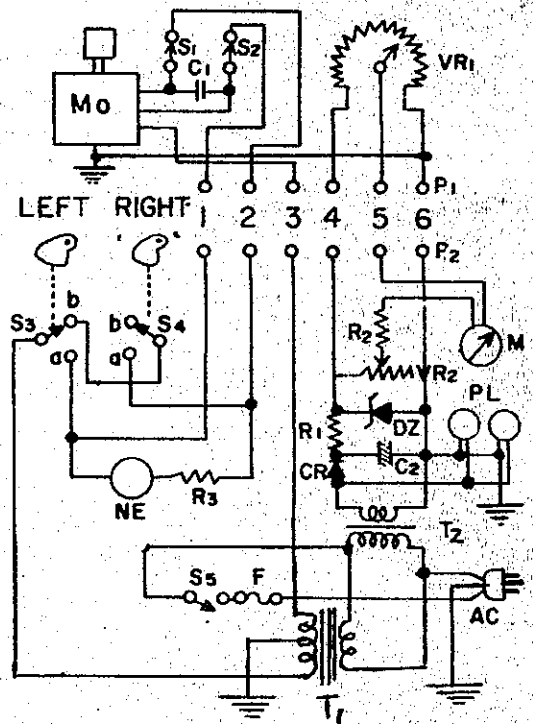 S1 S2
C1
Mo
VR1
P1
LEFT RIGHT 1 2 3 4 5 6
P2
b
S3 b S4
a a
R2 M
VR2
PL
R1 DZ
CR C2
NE R3
T2
S5 F
AC
T1